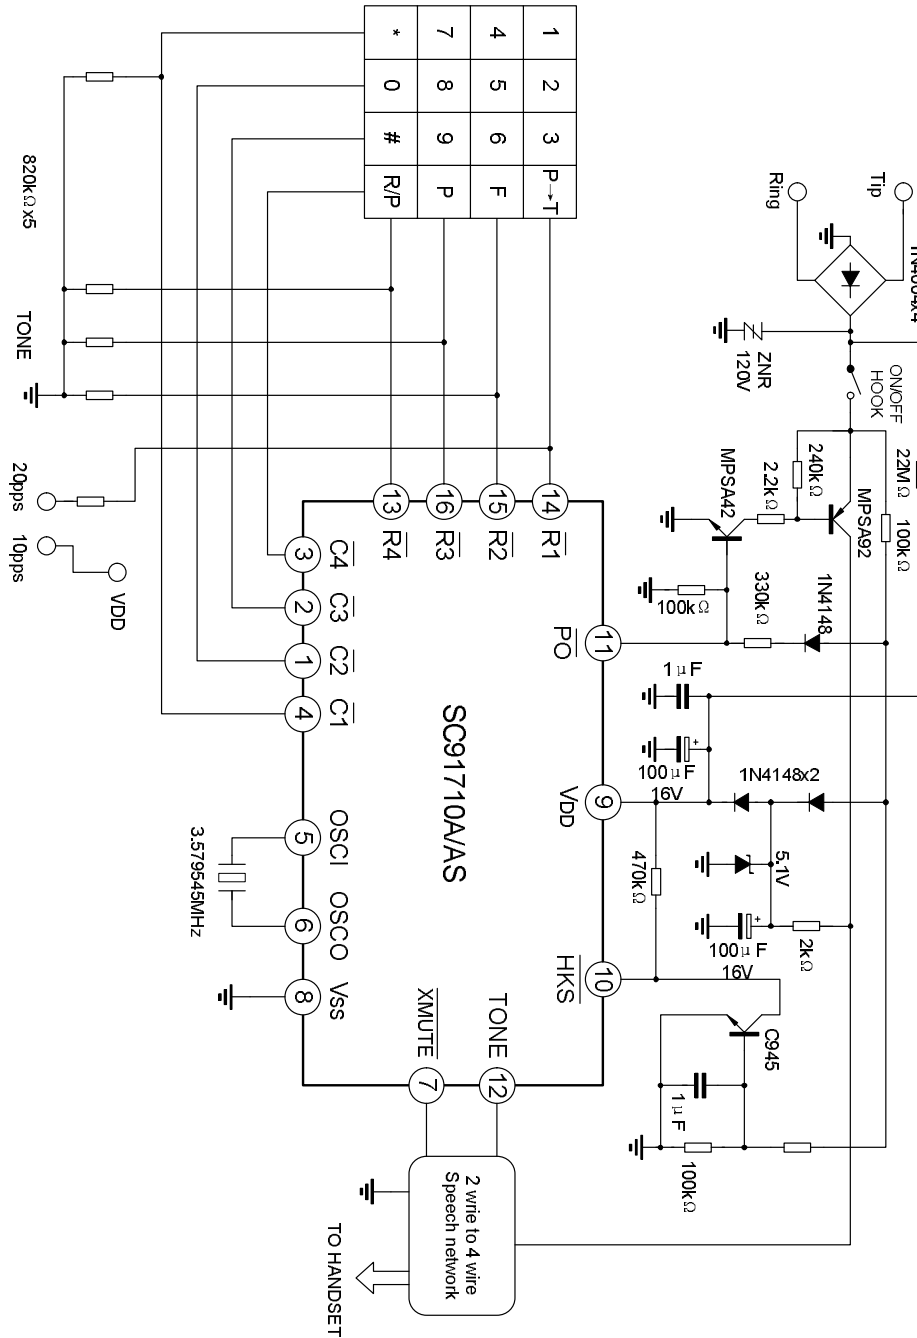 Tip
Ring
ZNR
120V
ON/OFF
HOOK
22MΩ
100kΩ
240kΩ
2.2kΩ
MPSA92
MPSA42
1N4148
330kΩ
100kΩ
1μF
100μF
16V
1N4148x2
5.1V
2kΩ
100μF
16V
470kΩ
C945
1μF
100kΩ
1 2 3 P→T
4 5 6 F
7 8 9 P
* 0 # R/P
11 9 10
PO VDD HKS
14 R1
15 R2
16 R3
13 R4
SC91710A/AS
TONE 12
XMUTE 7
C4 C3 C2 C1 OSCI OSCO VSS
3 2 1 4 5 6 8
3.579545MHz
2 wrie to 4 wire
Speech network
TO HANDSET
820kΩx5
TONE
20pps
10pps
VDD